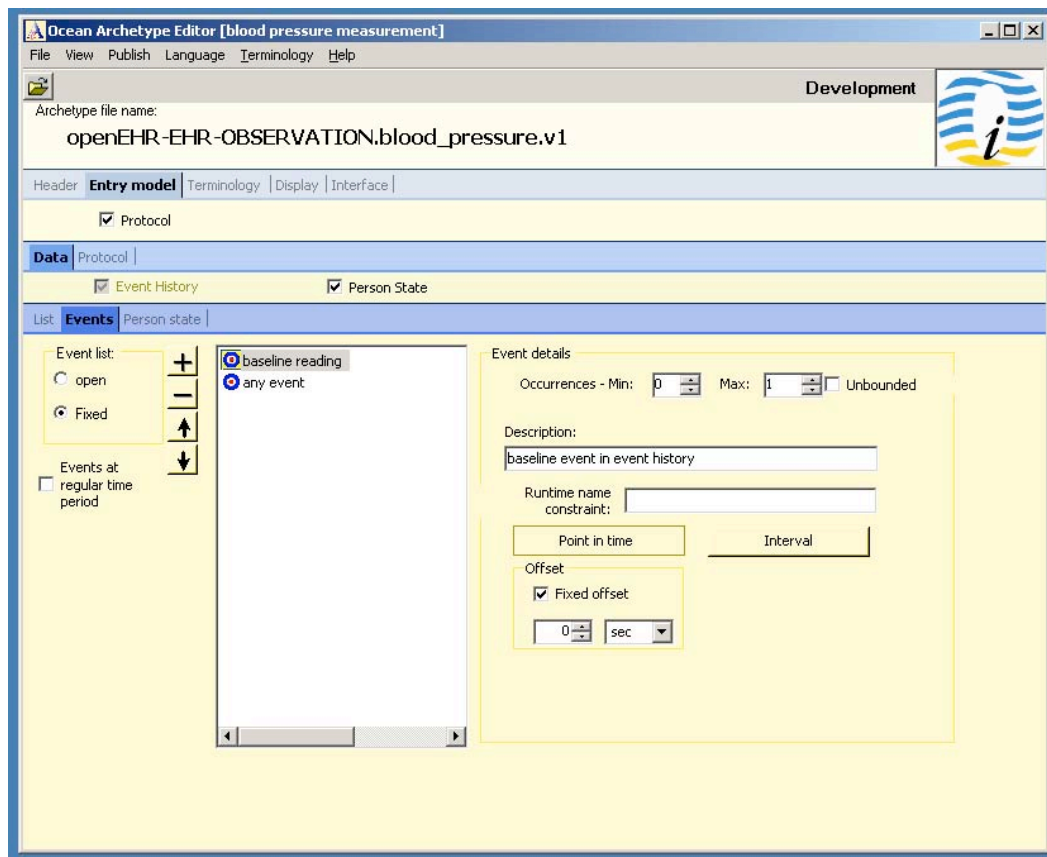 Ocean Archetype Editor [blood pressure measurement]
File View Publish Language Terminology Help
Development
Archetype file name:
openEHR-EHR-OBSERVATION.blood_pressure.v1
i
Header Entry model Terminology Display Interface
Protocol
Data Protocol
Event History Person State
List Events Person state
Event list:
open
Fixed
Events at
regular time
period
baseline reading
any event
Event details
Occurrences - Min: 0 Max: 1 Unbounded
Description:
baseline event in event history
Runtime name
constraint:
Point in time Interval
Offset
Fixed offset
0 sec